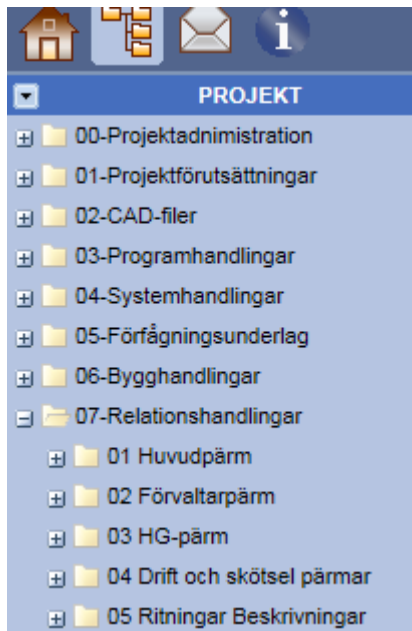 PROJEKT
00-Projektadnimistration
01-Projektförutsättningar
02-CAD-filer
03-Programhandlingar
04-Systemhandlingar
05-Förfågningsunderlag
06-Bygghandlingar
07-Relationshandlingar
01 Huvudpärm
02 Förvaltarpärm
03 HG-pärm
04 Drift och skötsel pärmar
05 Ritningar Beskrivningar